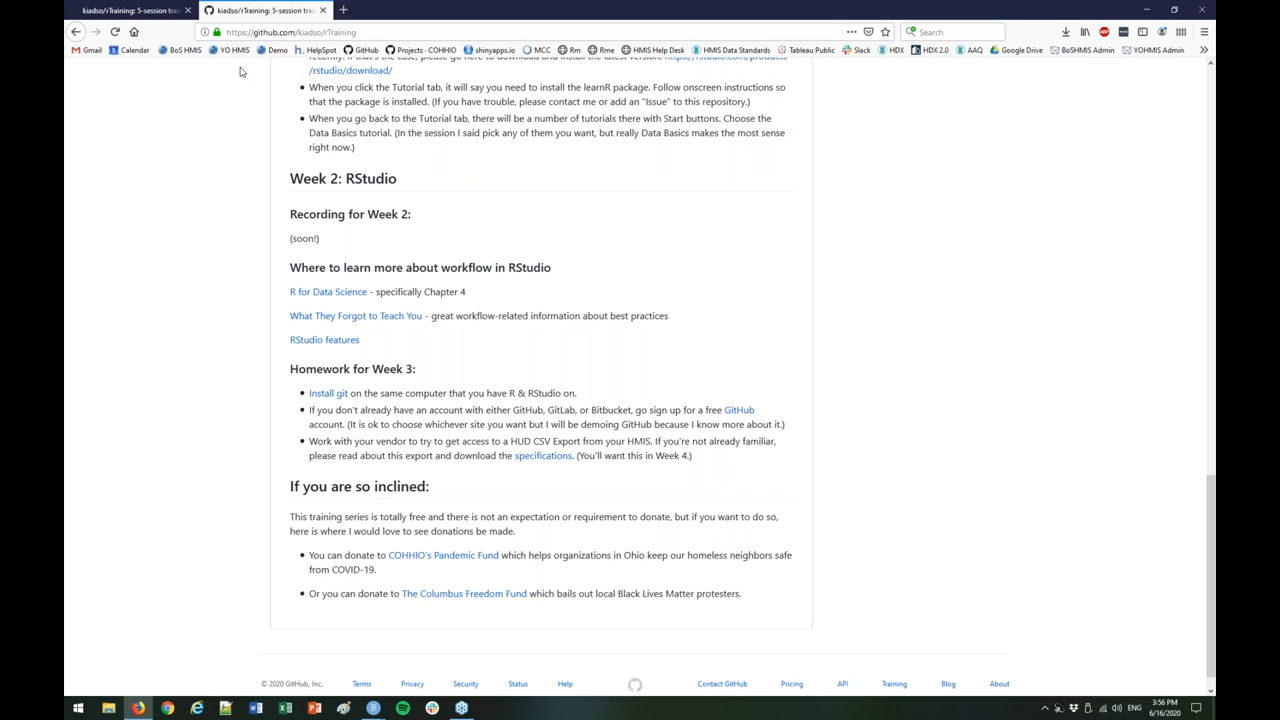 kiadso/rTraining: 5-session trai
kiadso/rTraining: 5-session trai
https://github.com/kiadso/rTraining
Search
Gmail Calendar BoS HMIS YO HMIS Demo HelpSpot GitHub Projects - COHHIO shinyapps.io MCC Rm Rme HMIS Help Desk HMIS Data Standards Tableau Public Slack HDX HDX 2.0 AAQ Google Drive BoSHMIS Admin YOHMIS Admin
recently. If that's the case, please go here to download and install the latest version: https://rstudio.com/products
/rstudio/download/
When you click the Tutorial tab, it will say you need to install the learnR package. Follow onscreen instructions so
that the package is installed. (If you have trouble, please contact me or add an "Issue" to this repository.)
When you go back to the Tutorial tab, there will be a number of tutorials there with Start buttons. Choose the
Data Basics tutorial. (In the session I said pick any of them you want, but really Data Basics makes the most sense
right now.)
Week 2: RStudio
Recording for Week 2:
(soon!)
Where to learn more about workflow in RStudio
R for Data Science - specifically Chapter 4
What They Forgot to Teach You - great workflow-related information about best practices
RStudio features
Homework for Week 3:
Install git on the same computer that you have R & RStudio on.
If you don't already have an account with either GitHub, GitLab, or Bitbucket, go sign up for a free GitHub
account. (It is ok to choose whichever site you want but I will be demoing GitHub because I know more about it.)
Work with your vendor to try to get access to a HUD CSV Export from your HMIS. If you're not already familiar,
please read about this export and download the specifications. (You'll want this in Week 4.)
If you are so inclined:
This training series is totally free and there is not an expectation or requirement to donate, but if you want to do so,
here is where I would love to see donations be made.
You can donate to COHHIO's Pandemic Fund which helps organizations in Ohio keep our homeless neighbors safe
from COVID-19.
Or you can donate to The Columbus Freedom Fund which bails out local Black Lives Matter protesters.
© 2020 GitHub, Inc. Terms Privacy Security Status Help Contact GitHub Pricing API Training Blog About
ENG
3:56 PM
6/16/2020